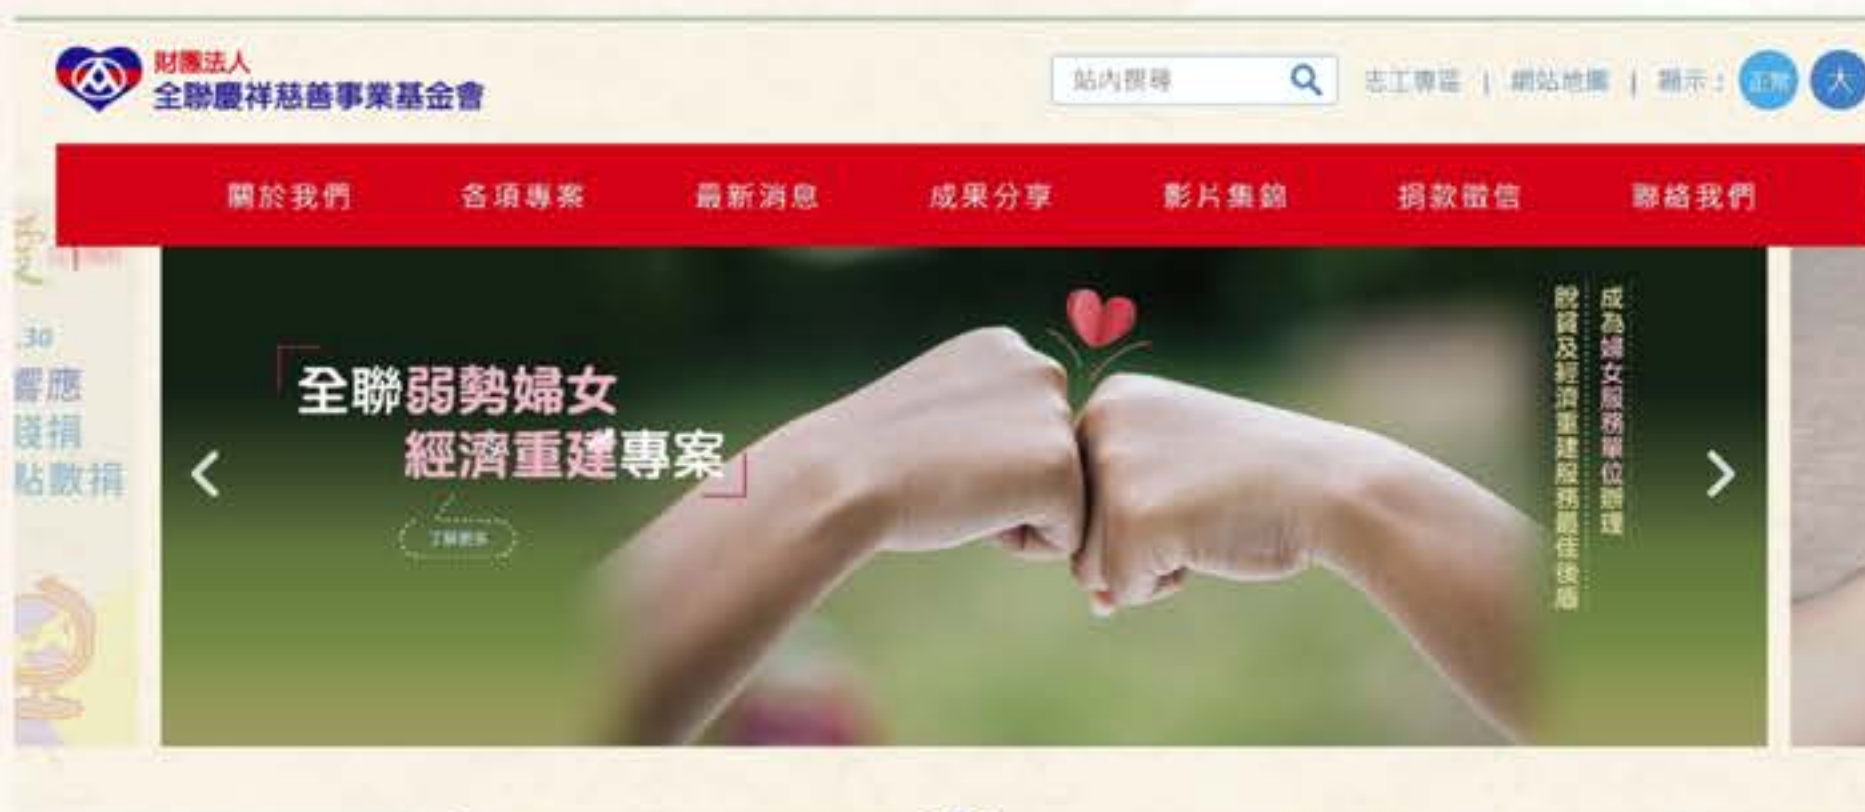 財團法人
全聯慶祥慈善事業基金會
站內搜尋
志工專區 | 網站地圖 | 顯示：正常 大
關於我們 各項專案 最新消息 成果分享 影片集錦 捐款徵信 聯絡我們
.30
響應
錢捐
點數捐
全聯弱勢婦女
經濟重建專案
了解更多
成為婦女服務單位辦理
脫貧及經濟重建服務最佳後盾